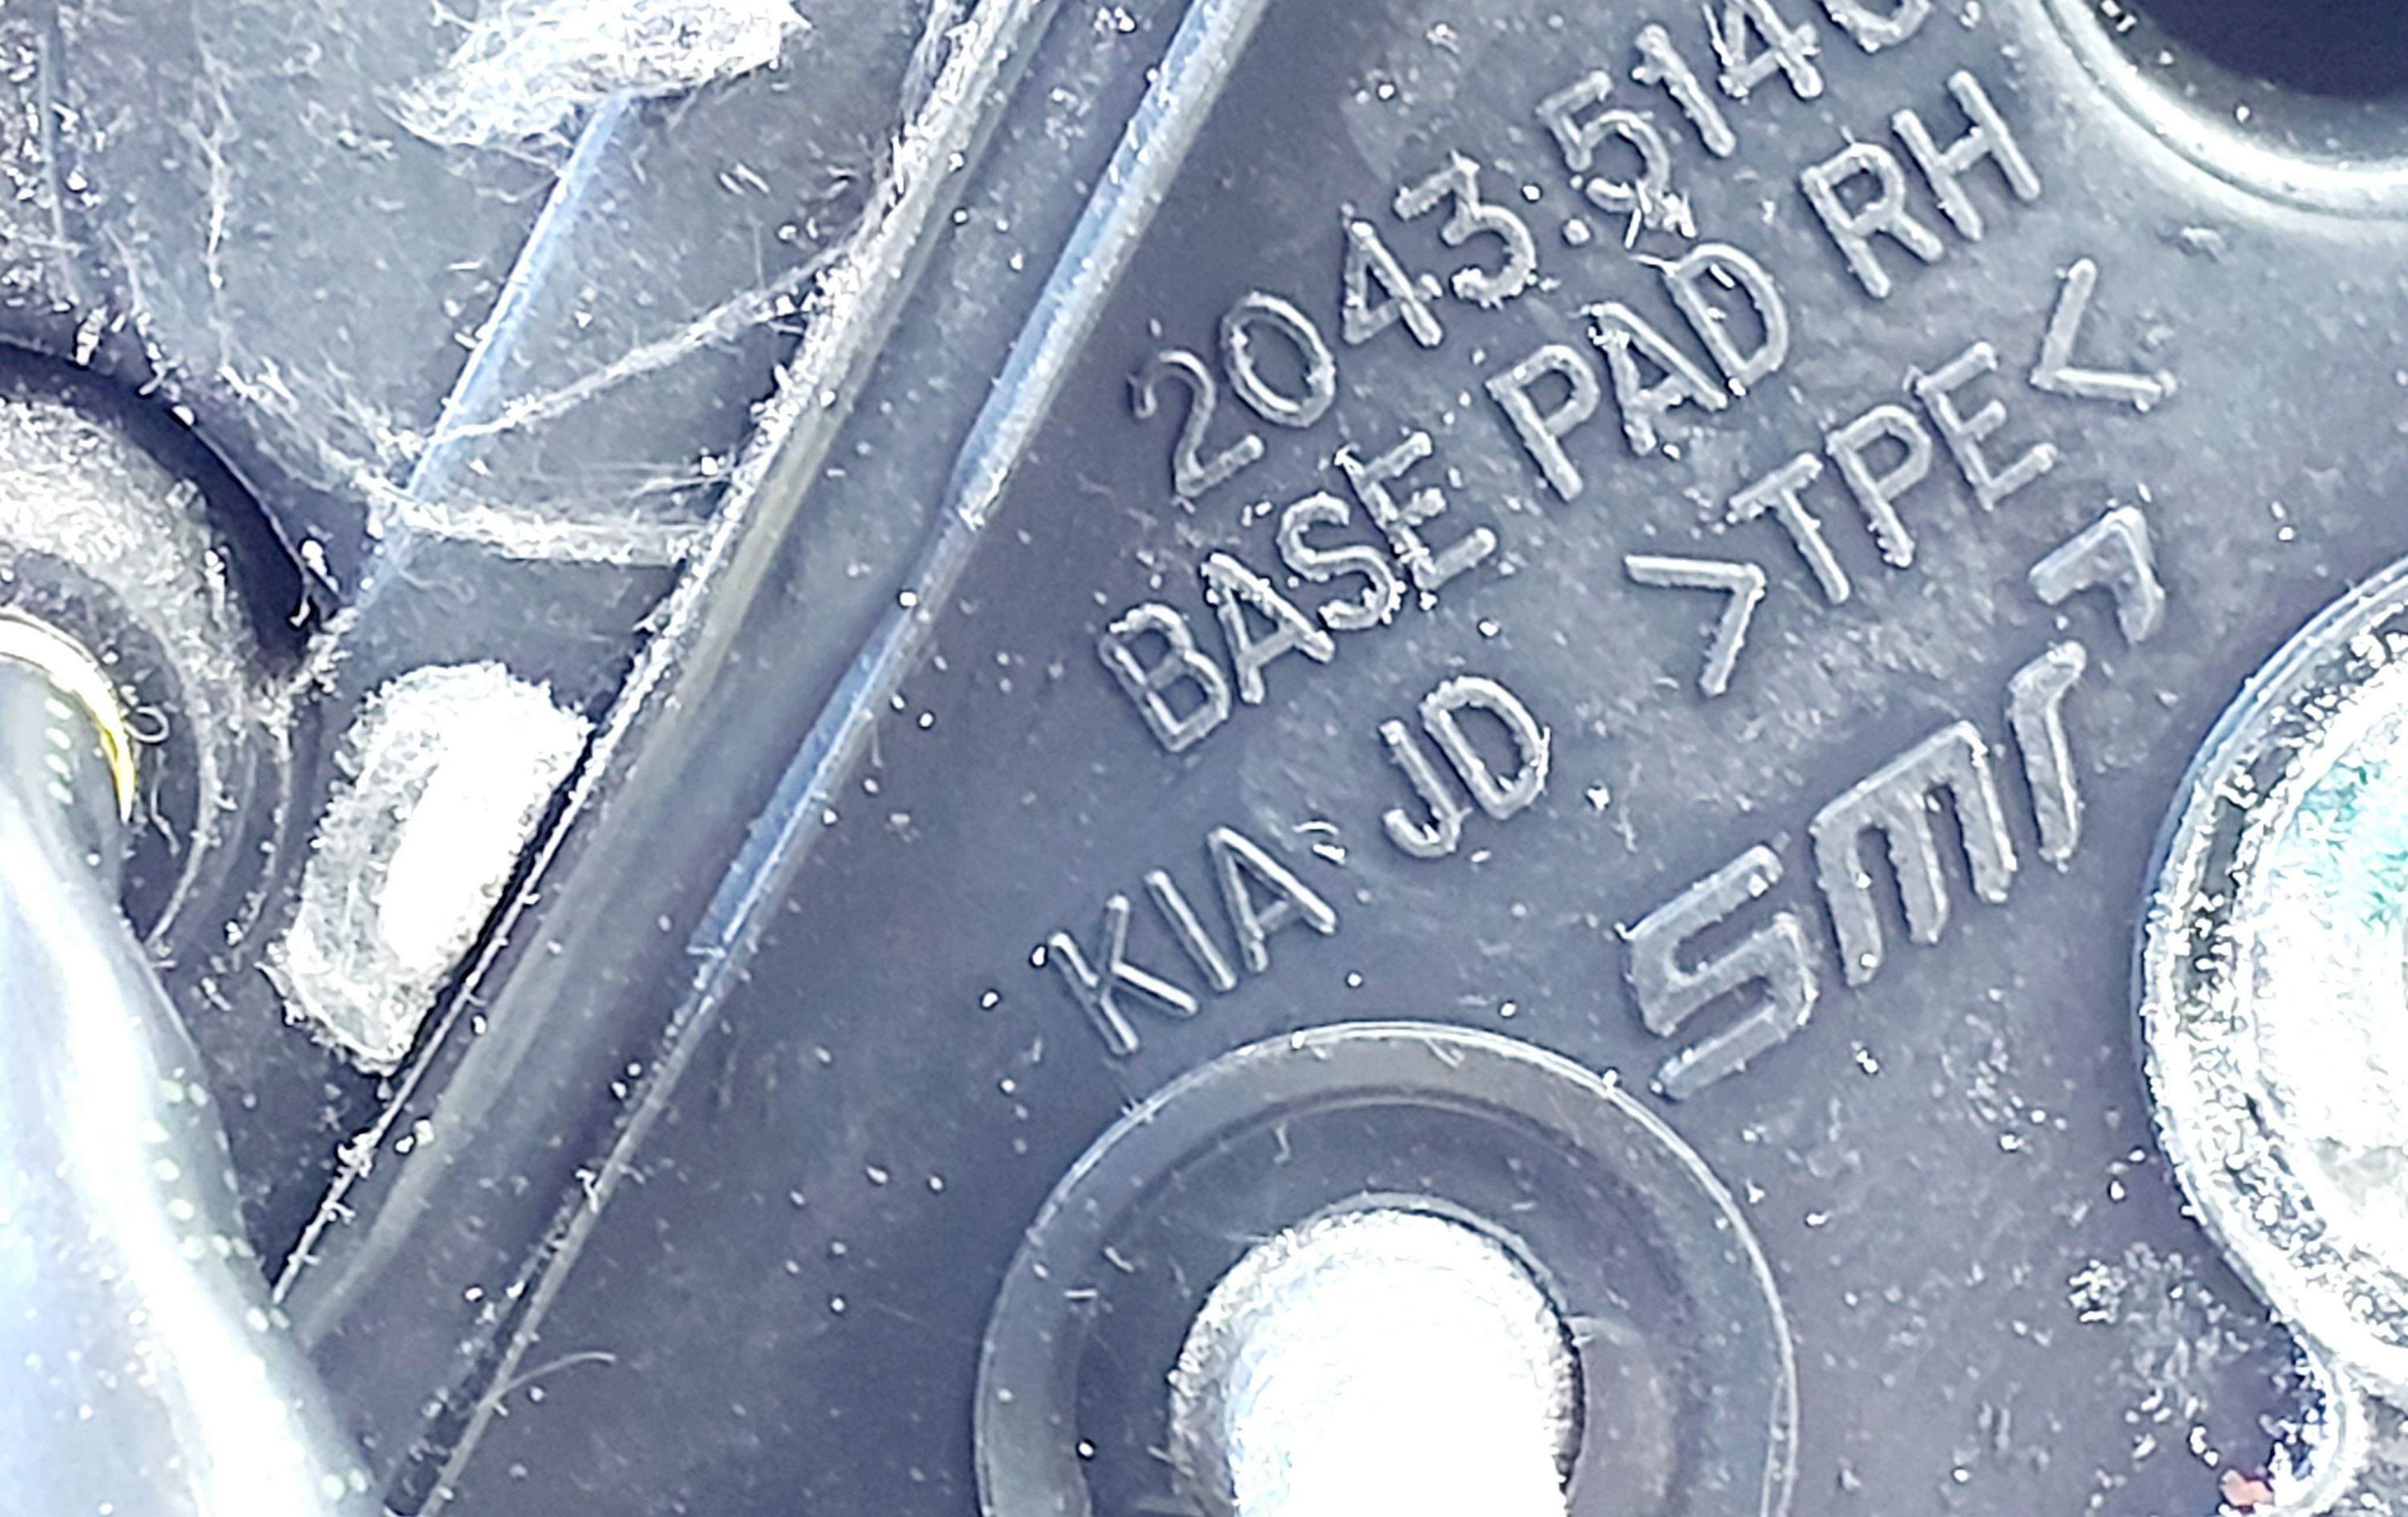 2043.514
BASE PAD RH
>TPE<
KIA JD
smr